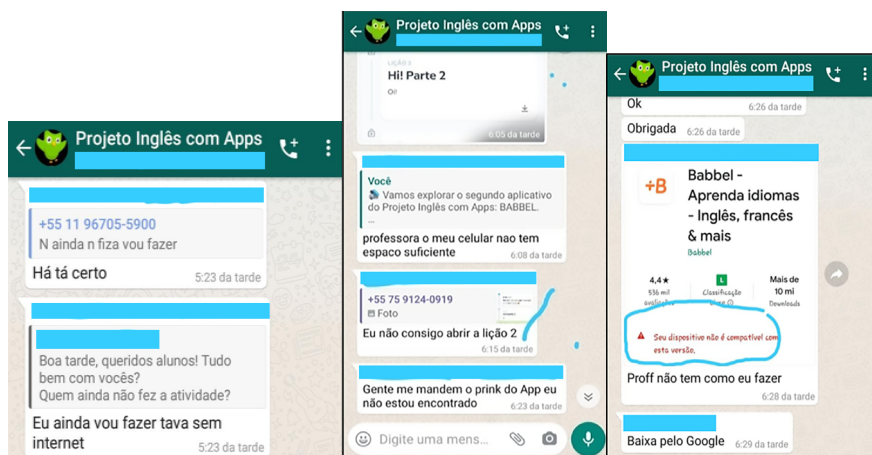 Projeto Inglês com Apps
+55 11 96705-5900
N ainda n fiza vou fazer
Há tá certo
5:23 da tarde
Boa tarde, queridos alunos! Tudo
bem com vocês?
Quem ainda não fez a atividade?
Eu ainda vou fazer tava sem
internet
5:23 da tarde
Projeto Inglês com Apps
LIÇÃO 2
Hi! Parte 2
Oi!
6:05 da tarde
Você
Vamos explorar o segundo aplicativo
do Projeto Inglês com Apps: BABBEL.
...
professora o meu celular nao tem
espaço suficiente
6:08 da tarde
+55 75 9124-0919
Foto
Eu não consigo abrir a lição 2
6:15 da tarde
Gente me mandem o prink do App eu
não estou encontrado
6:23 da tarde
Digite uma mens...
Projeto Inglês com Apps
Ok
6:26 da tarde
Obrigada
6:26 da tarde
+B
Babbel -
Aprenda idiomas
- Inglês, francês
& mais
Babbel
4,4★
L
Mais de
536 mil
Classificação
10 mi
avaliações
Livre
Downloads
Seu dispositivo não é compatível com
esta versão.
Proff não tem como eu fazer
6:28 da tarde
Baixa pelo Google
6:29 da tarde